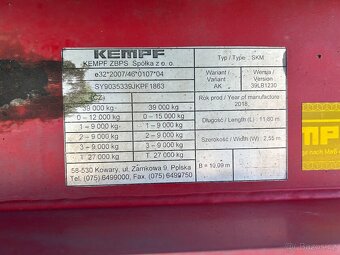 KEMPF
KEMPF ZBPS Spółka z o. o.
e32*2007/46*0107*04
SY9035339JKPF1863
(CZ)
39 000 kg 39 000 kg
0 – 12 000 kg 0 – 15 000 kg
1 – 9 000 kg 1 – 9 000 kg
2 – 9 000 kg 2 – 9 000 kg
3 – 9 000 kg 3 – 9 000 kg
T 27 000 kg T 27 000 kg
58-530 Kowary, ul. Zamkowa 9, Polska
Tel. (075) 6499000, Fax. (075) 6499750
Typ / Type : SKM
Wariant / Variant : AK
Wersja / Version : 39LB1230
Rok prod./ Year of manufacture
2018
Długość / Length (L) : 11,60 m
Szerokość / Width (W) : 2,55 m
B = 10,99 m